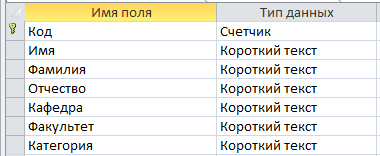 Имя поля Тип данных
Код Счетчик
Имя Короткий текст
Фамилия Короткий текст
Отчество Короткий текст
Кафедра Короткий текст
Факультет Короткий текст
Категория Короткий текст